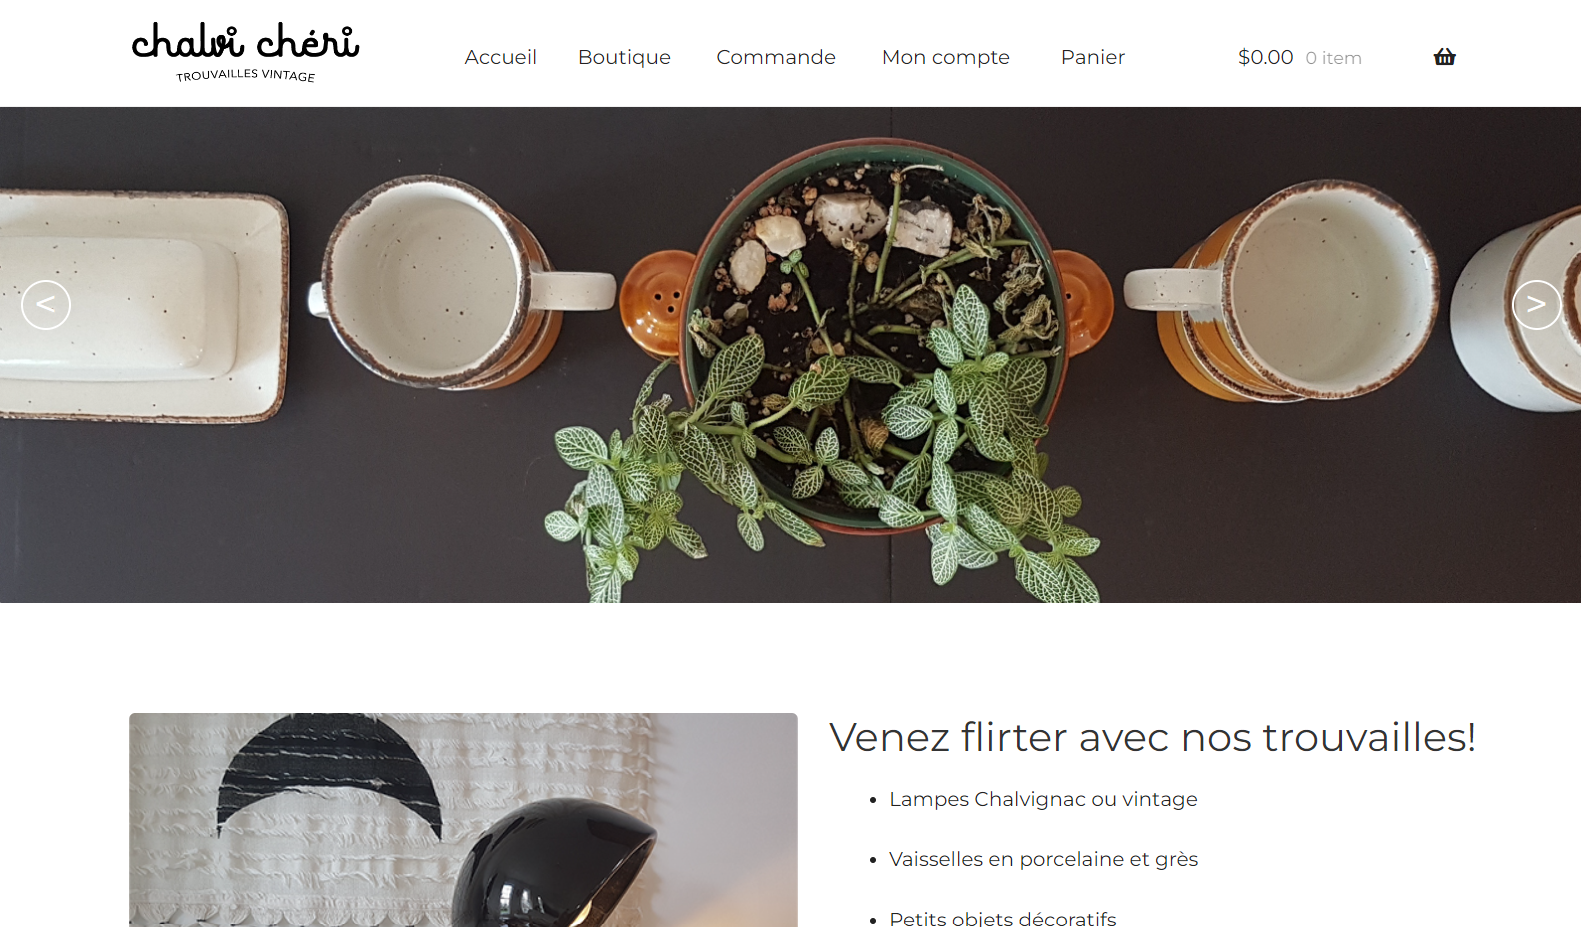 chalvi chéri
TROUVAILLES VINTAGE
Accueil Boutique Commande Mon compte Panier $0.00 0 item
< >
Venez flirter avec nos trouvailles!
• Lampes Chalvignac ou vintage
• Vaisselles en porcelaine et grès
• Petits objets décoratifs